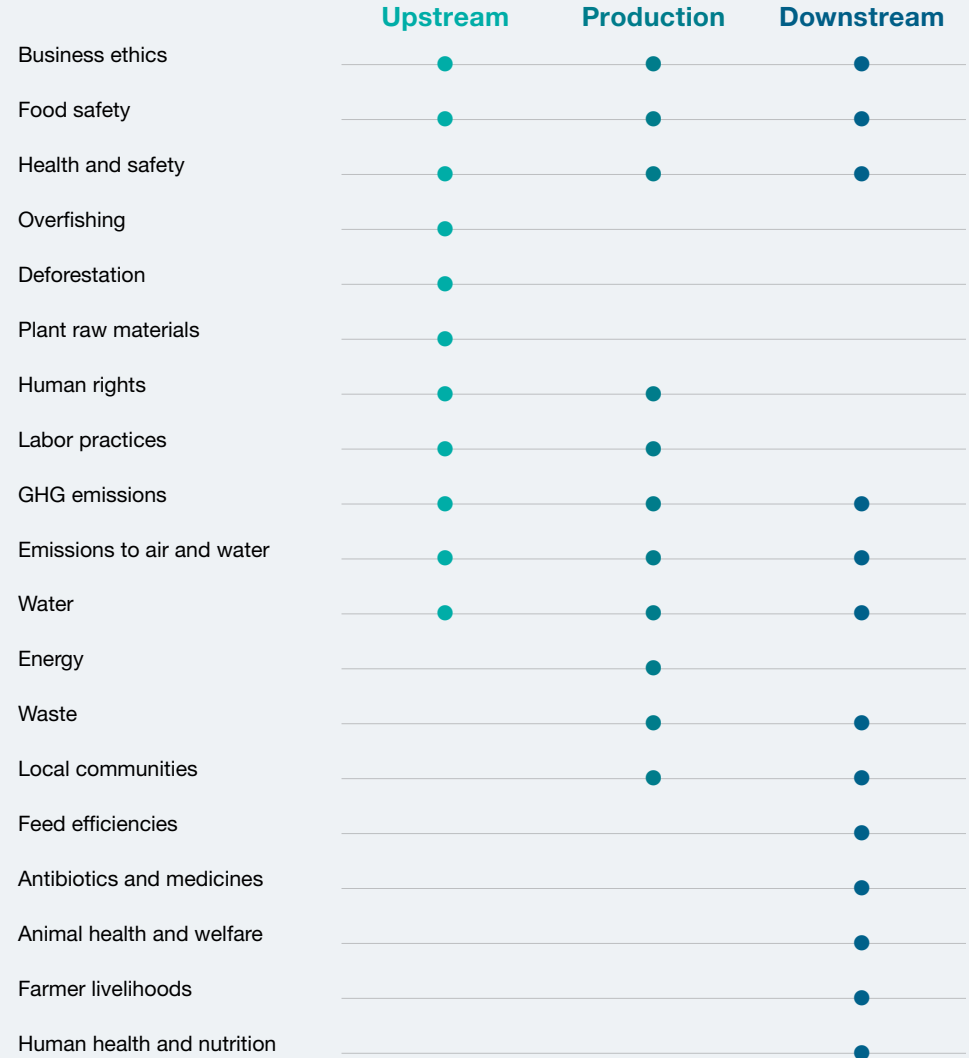 Upstream Production Downstream
Business ethics
Food safety
Health and safety
Overfishing
Deforestation
Plant raw materials
Human rights
Labor practices
GHG emissions
Emissions to air and water
Water
Energy
Waste
Local communities
Feed efficiencies
Antibiotics and medicines
Animal health and welfare
Farmer livelihoods
Human health and nutrition